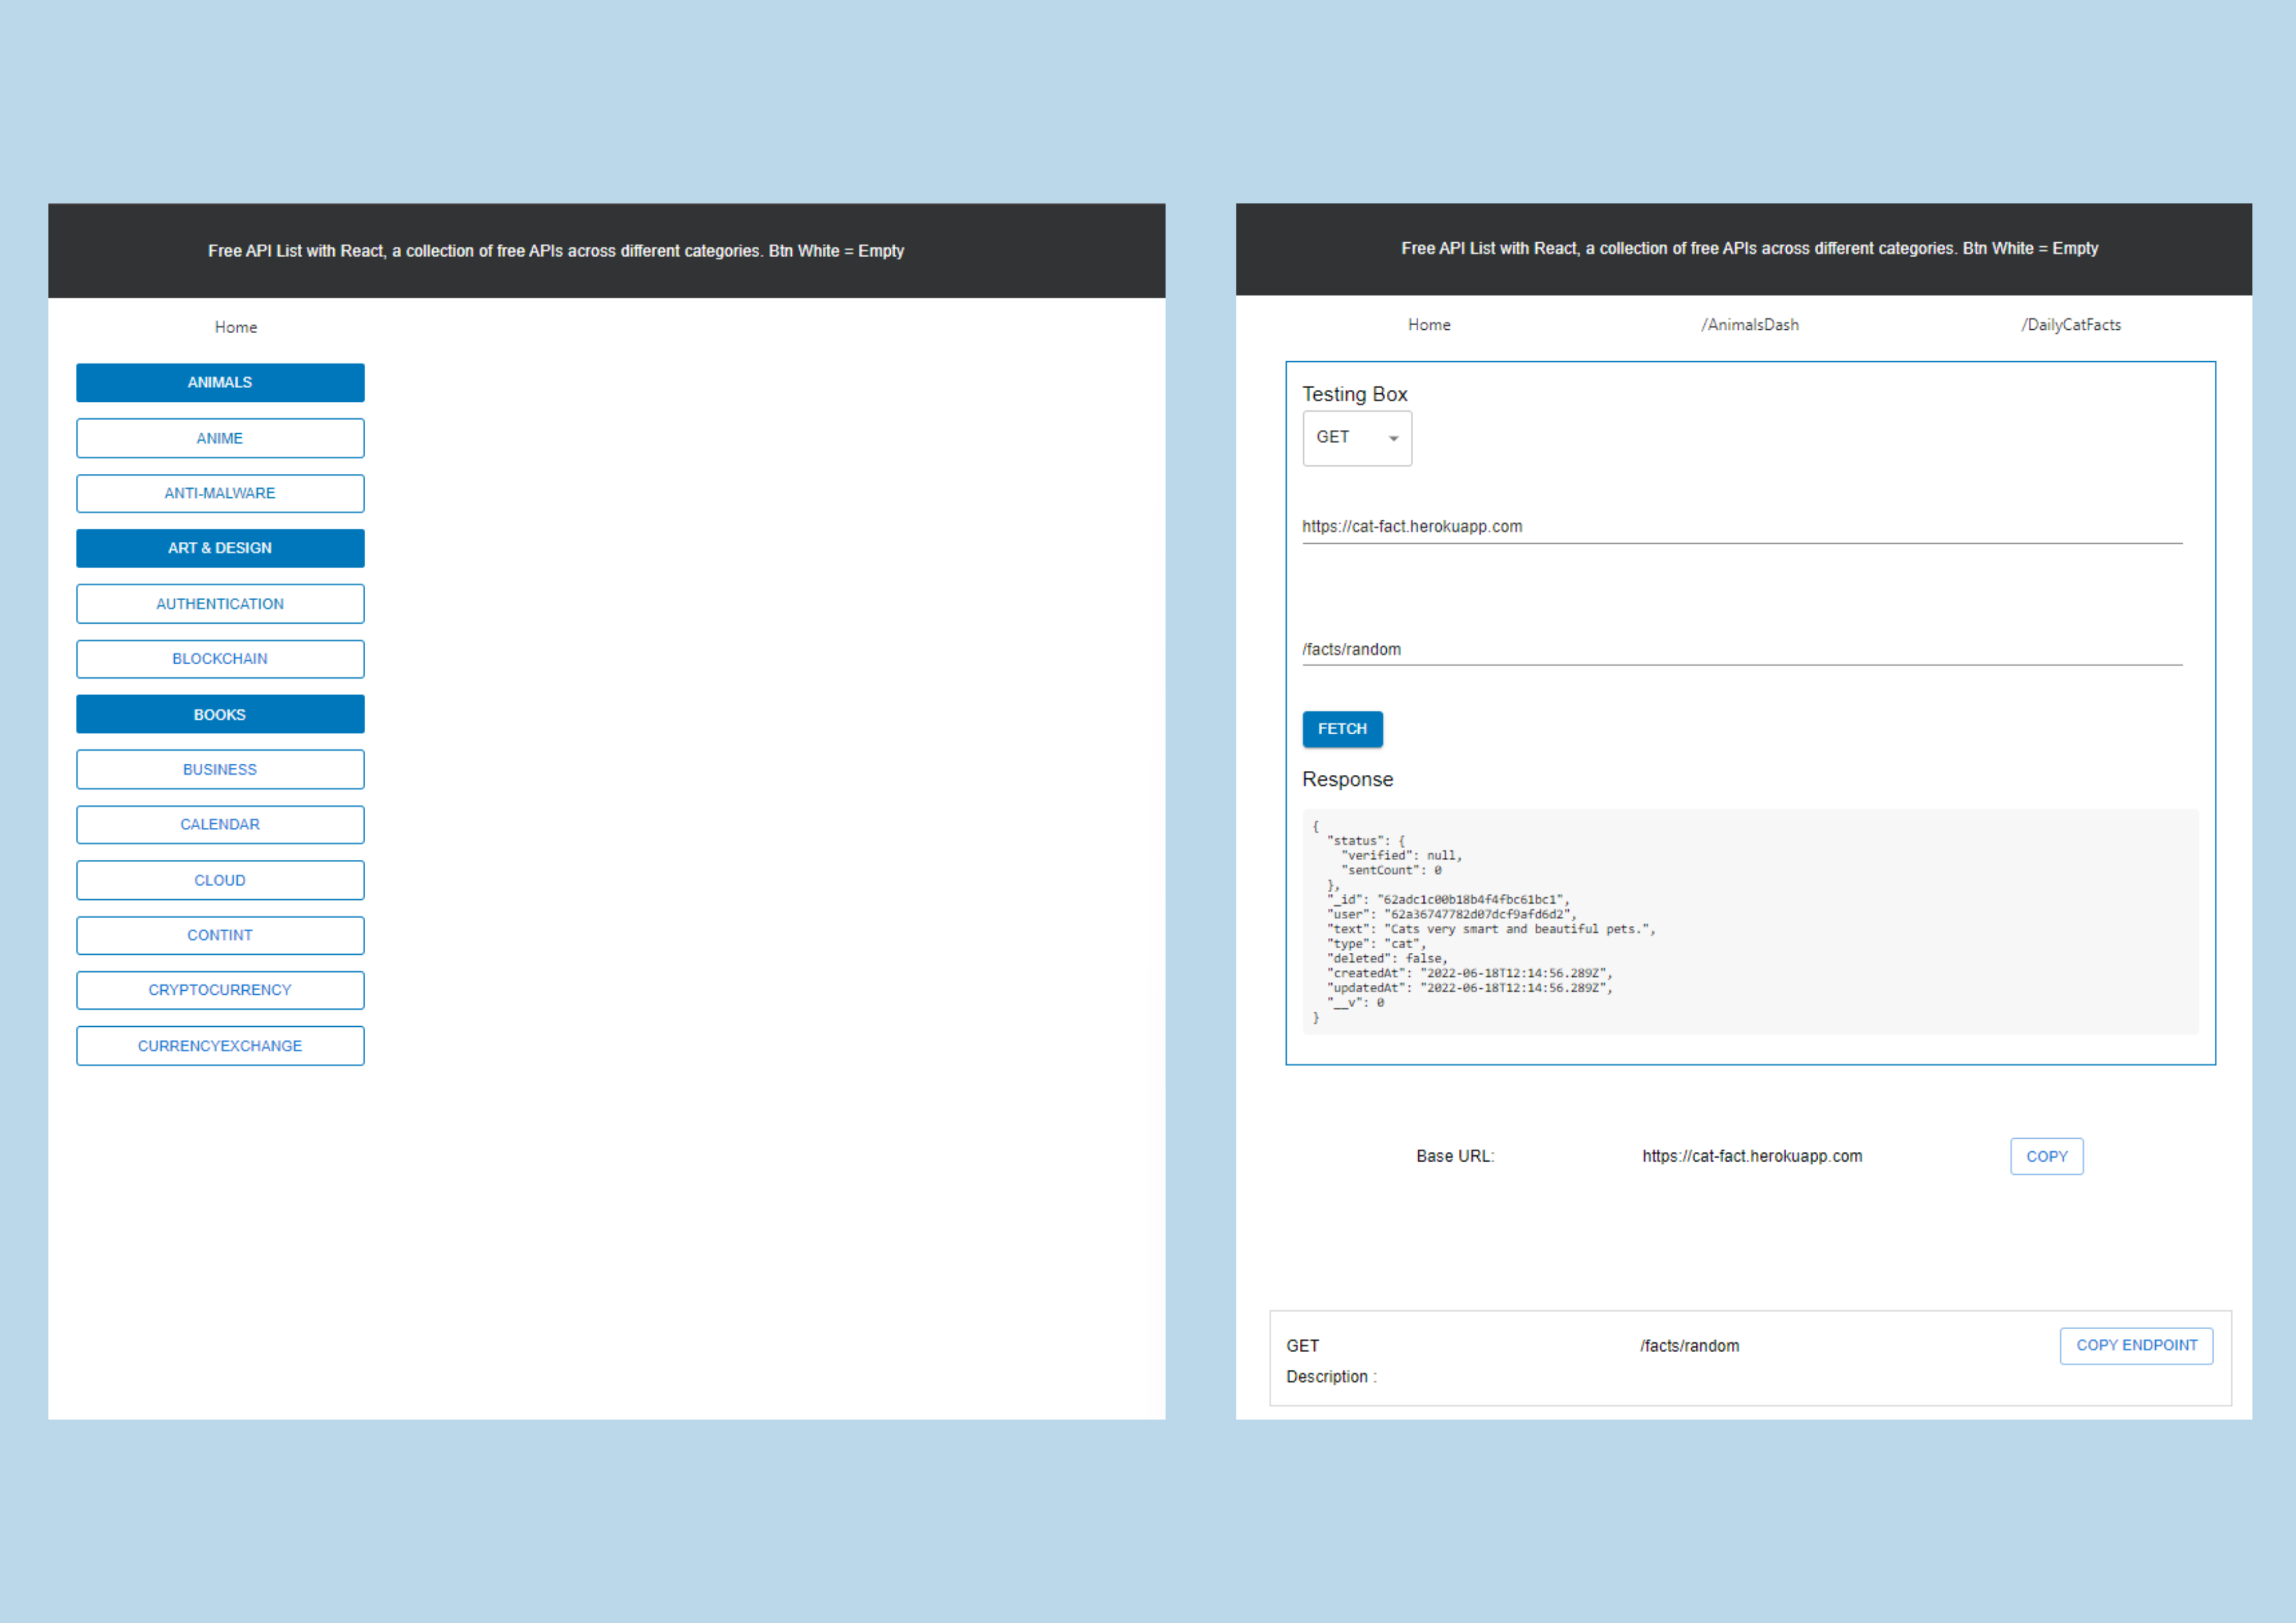 Free API List with React, a collection of free APIs across different categories. Btn White = Empty
Home
ANIMALS
ANIME
ANTI-MALWARE
ART & DESIGN
AUTHENTICATION
BLOCKCHAIN
BOOKS
BUSINESS
CALENDAR
CLOUD
CONTINT
CRYPTOCURRENCY
CURRENCYEXCHANGE
Free API List with React, a collection of free APIs across different categories. Btn White = Empty
Home /AnimalsDash /DailyCatFacts
Testing Box
GET
https://cat-fact.herokuapp.com
/facts/random
FETCH
Response
{
"status": {
"verified": null,
"sentCount": 0
},
"_id": "62adc1c00b18b4f4fbc61bc1",
"user": "62a36747782d07dcf9afd6d2",
"text": "Cats very smart and beautiful pets.",
"type": "cat",
"deleted": false,
"createdAt": "2022-06-18T12:14:56.289Z",
"updatedAt": "2022-06-18T12:14:56.289Z",
"__v": 0
}
Base URL: https://cat-fact.herokuapp.com COPY
GET /facts/random COPY ENDPOINT
Description :